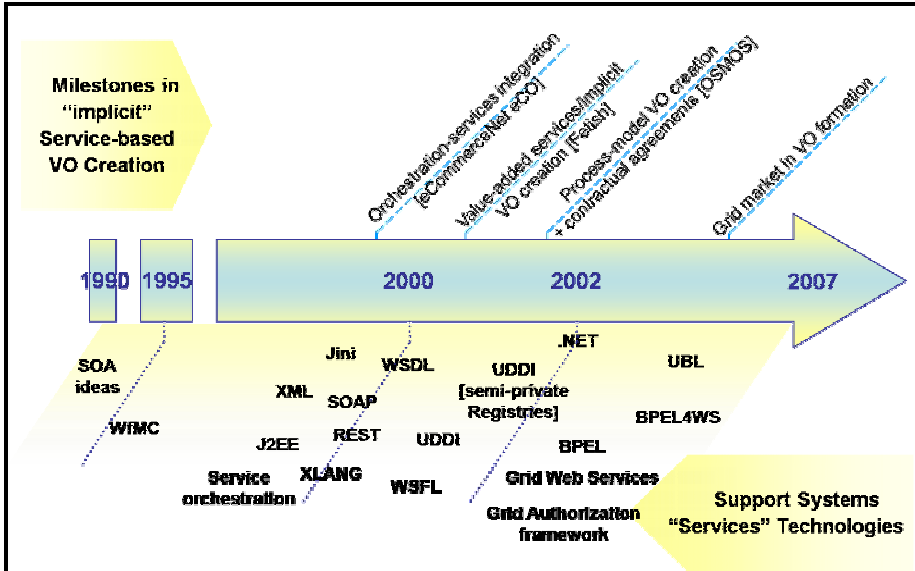 Milestones in
“implicit”
Service-based
VO Creation
Orchestration-services integration
[eCommerceNet eCO]
Value-added services/implicit
VO creation [Fetish]
Process-model VO creation
+ contractual agreements [OSMOS]
Grid market in VO formation
1990
1995
2000
2002
2007
SOA
ideas
WfMC
Jini
XML
SOAP
J2EE
REST
Service
orchestration
XLANG
WSDL
UDDI
WSFL
UDDI
[semi-private
Registries]
.NET
BPEL
Grid Web Services
Grid Authorization
framework
UBL
BPEL4WS
Support Systems
“Services” Technologies